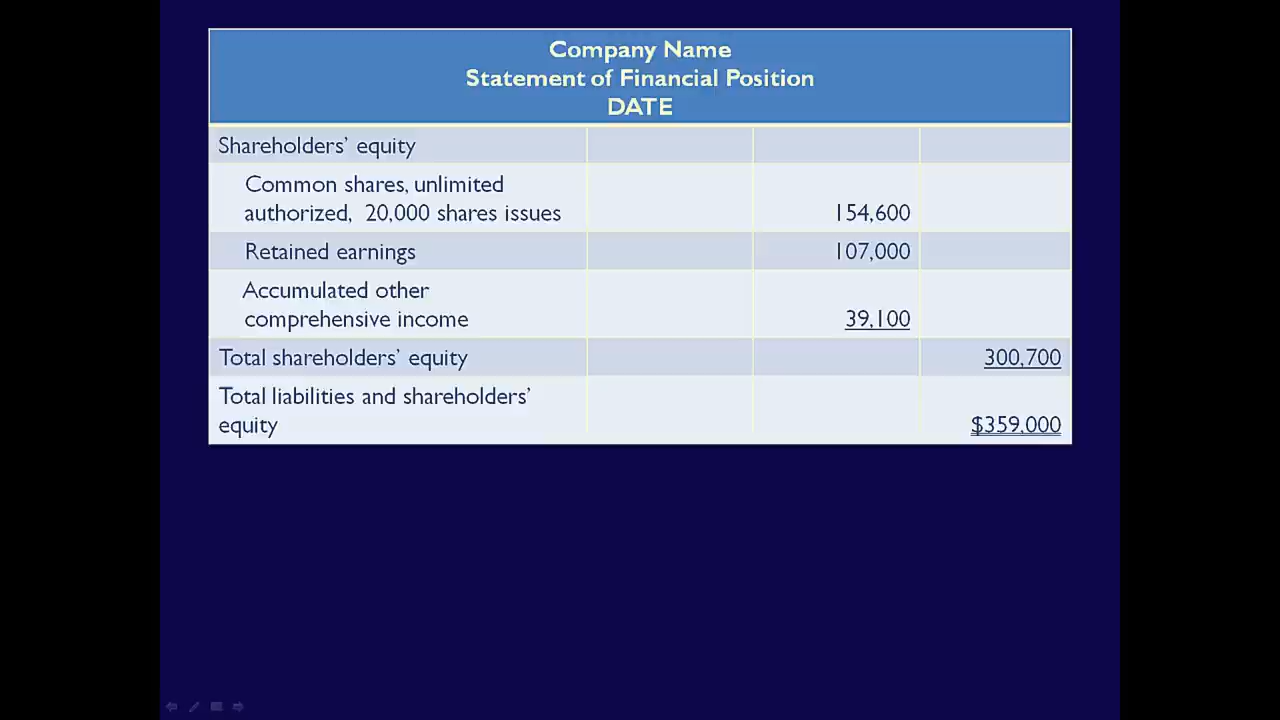 Company Name
Statement of Financial Position
DATE
Shareholders’ equity
Common shares, unlimited
authorized, 20,000 shares issues 154,600
Retained earnings 107,000
Accumulated other
comprehensive income 39,100
Total shareholders’ equity 300,700
Total liabilities and shareholders’
equity $359,000